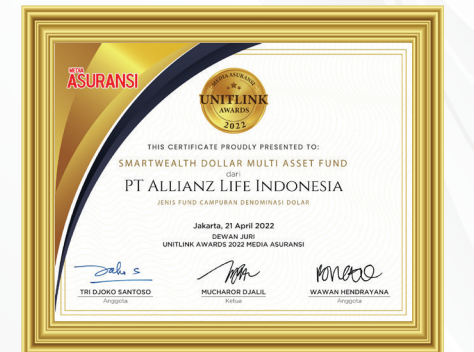 MEDIA
ASURANSI
MEDIA ASURANSI
UNITLINK
AWARDS
2022
THIS CERTIFICATE PROUDLY PRESENTED TO:
SMARTWEALTH DOLLAR MULTI ASSET FUND
dari
PT ALLIANZ LIFE INDONESIA
JENIS FUND CAMPURAN DENOMINASI DOLAR
Jakarta, 21 April 2022
DEWAN JURI
UNITLINK AWARDS 2022 MEDIA ASURANSI
TRI DJOKO SANTOSO
Anggota
MUCHAROR DJALIL
Ketua
WAWAN HENDRAYANA
Anggota